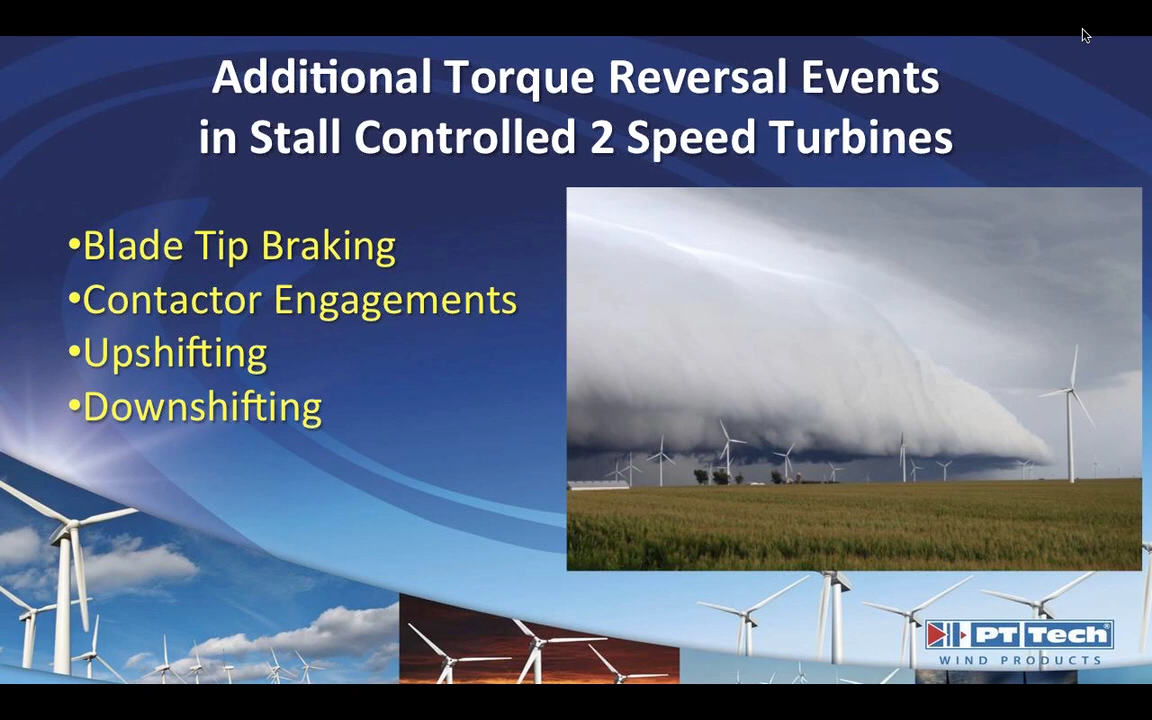 Additional Torque Reversal Events
in Stall Controlled 2 Speed Turbines
•Blade Tip Braking
•Contactor Engagements
•Upshifting
•Downshifting
PT Tech®
WIND PRODUCTS